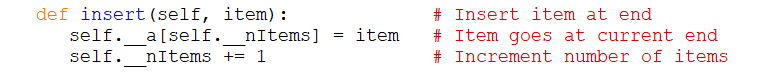 def insert(self, item):               # Insert item at end
   self.__a[self.__nItems] = item   # Item goes at current end
   self.__nItems += 1               # Increment number of items